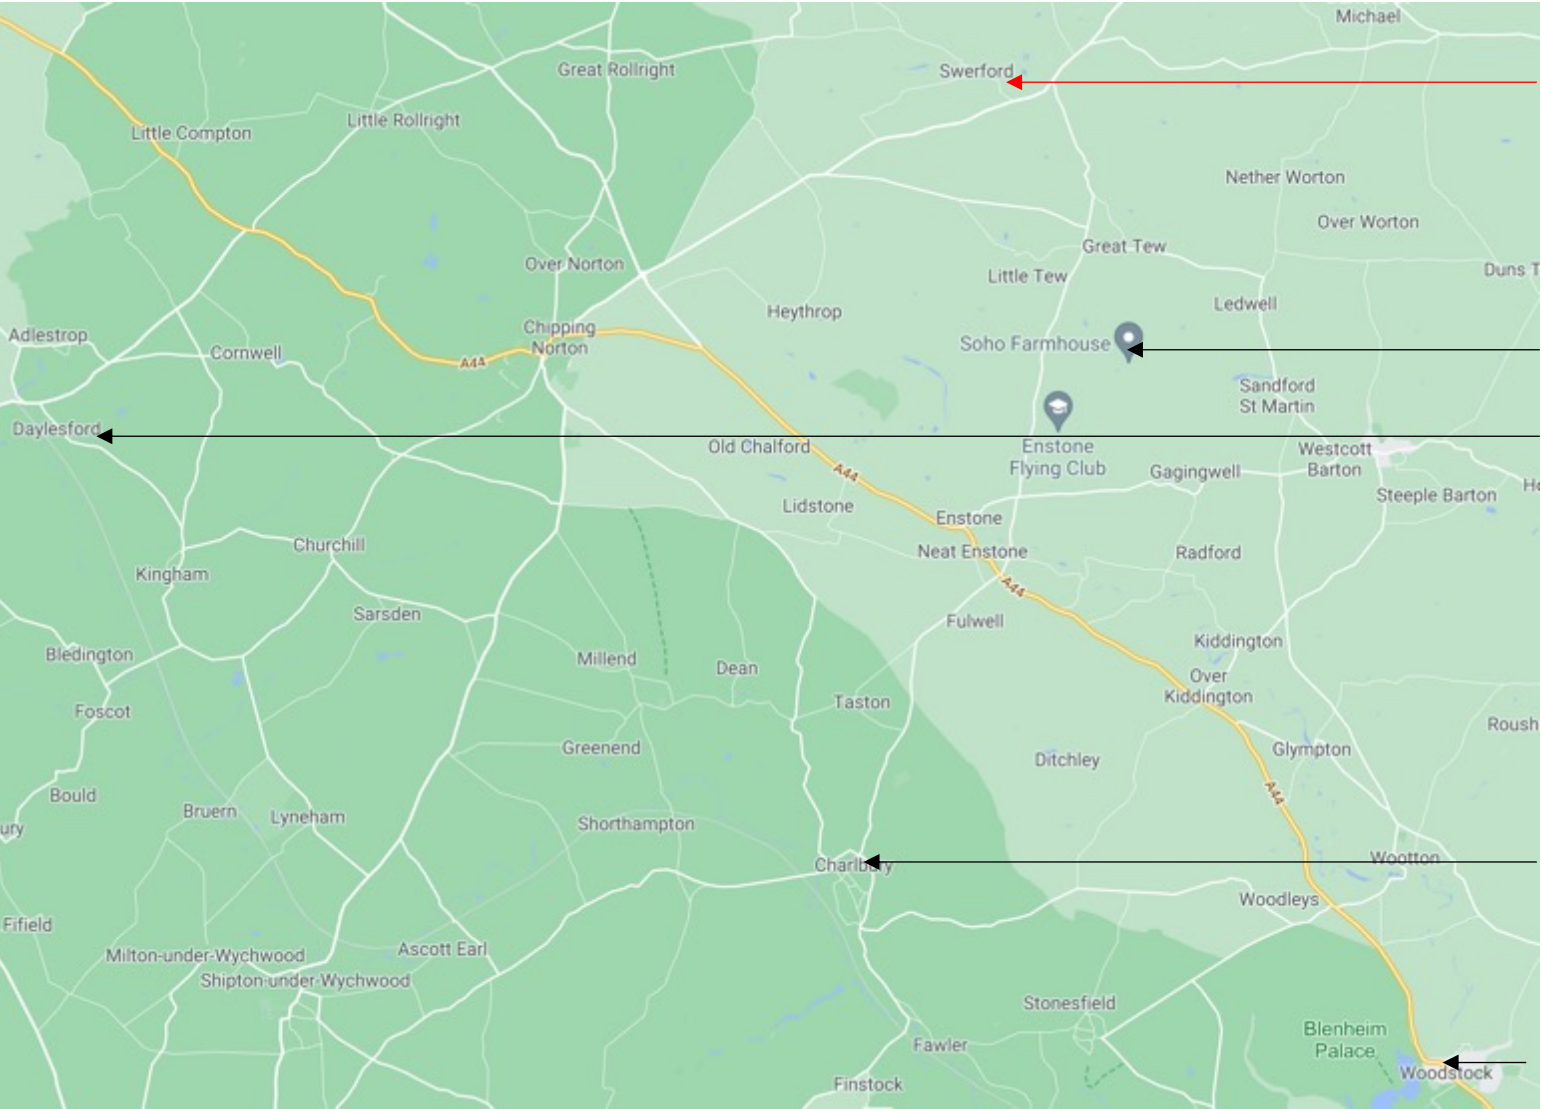 Michael
Great Rollright
Swerford
Little Compton
Little Rollright
Nether Worton
Over Worton
Great Tew
Over Norton
Little Tew
Duns T
Ledwell
Heythrop
Chipping
Norton
Adlestrop
Cornwell
A44
Soho Farmhouse
Sandford
St Martin
Daylesford
Old Chalford
Enstone
Flying Club
Westcott
Barton
A44
Gagingwell
Steeple Barton
Ho
Lidstone
Enstone
Churchill
Neat Enstone
Radford
Kingham
A44
Sarsden
Fulwell
Kiddington
Bledington
Millend
Dean
Over
Kiddington
Taston
Foscot
Roush
Greenend
Glympton
Ditchley
A44
Bould
Bruern
Lyneham
Shorthampton
ury
Charlbury
Wootton
Woodleys
Fifield
Ascott Earl
Milton-under-Wychwood
Shipton-under-Wychwood
Stonesfield
Blenheim
Palace
Fawler
Woodstock
Finstock